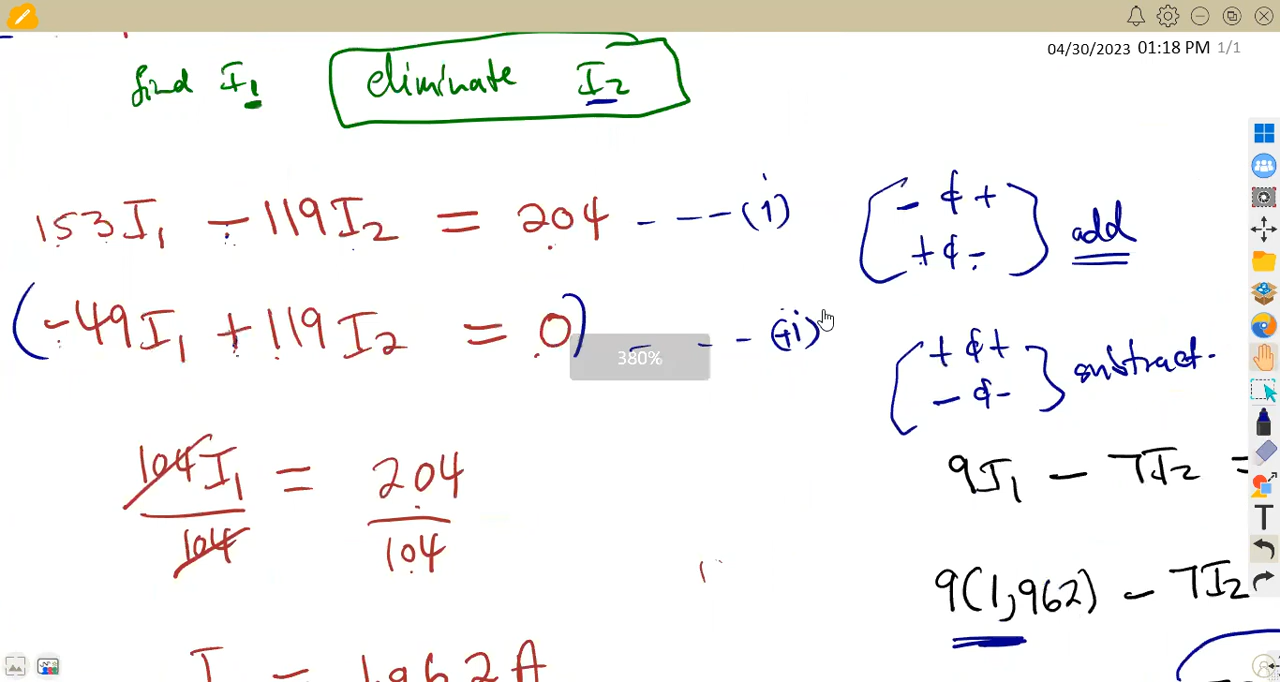 04/30/2023 01:18 PM 1/1
find I1 eliminate I2
153I1 - 119I2 = 204 - - - - (i)
(-49I1 + 119I2 = 0) - - - (ii)
- & +
+ & -
add
+ & +
- & -
subtract.
380%
104I1 = 204
104 104
I = 1,962A
9I1 - 7I2 =
9(1,962) - 7I2